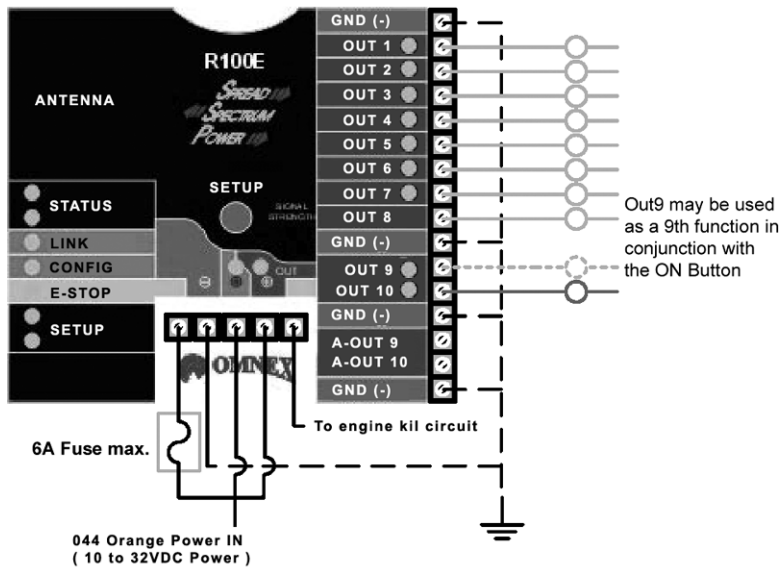 ANTENNA
R100E
SPREAD
SPECTRUM
POWER
SETUP
SIGNAL
STRENGTH
OUT
STATUS
LINK
CONFIG
E-STOP
SETUP
OMNEX
GND (-)
OUT 1
OUT 2
OUT 3
OUT 4
OUT 5
OUT 6
OUT 7
OUT 8
GND (-)
OUT 9
OUT 10
GND (-)
A-OUT 9
A-OUT 10
GND (-)
Out9 may be used
as a 9th function in
conjunction with
the ON Button
To engine kil circuit
6A Fuse max.
044 Orange Power IN
( 10 to 32VDC Power )